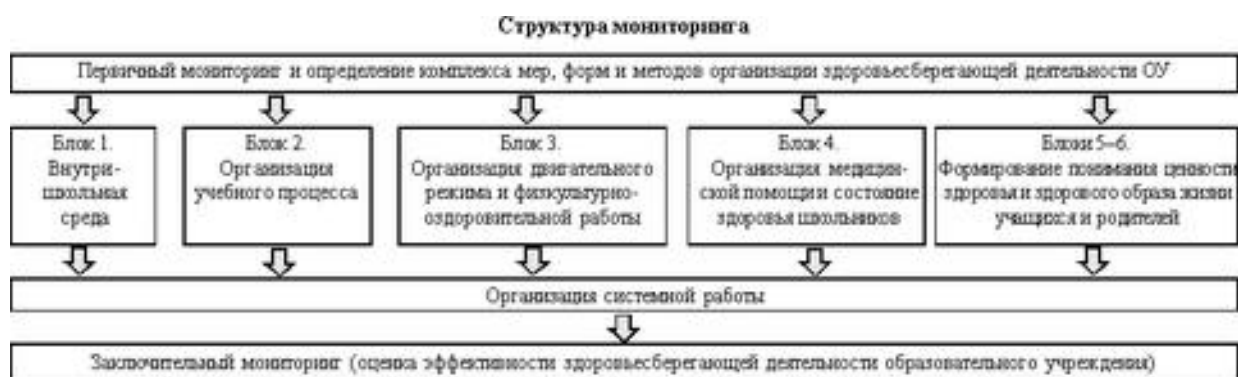 Структура мониторинга
Первичный мониторинг и определение комплекса мер, форм и методов организации здоровьесберегающей деятельности ОУ
Блок 1.
Внутри-
школьная
среда
Блок 2.
Организация
учебного процесса
Блок 3.
Организация двигательного
режима и физкультурно-
оздоровительной работы
Блок 4.
Организация медицин-
ской помощи и состояние
здоровья школьников
Блоки 5–6.
Формирование понимания ценности
здоровья и здорового образа жизни
учащихся и родителей
Организация системной работы
Заключительный мониторинг (оценка эффективности здоровьесберегающей деятельности образовательного учреждения)